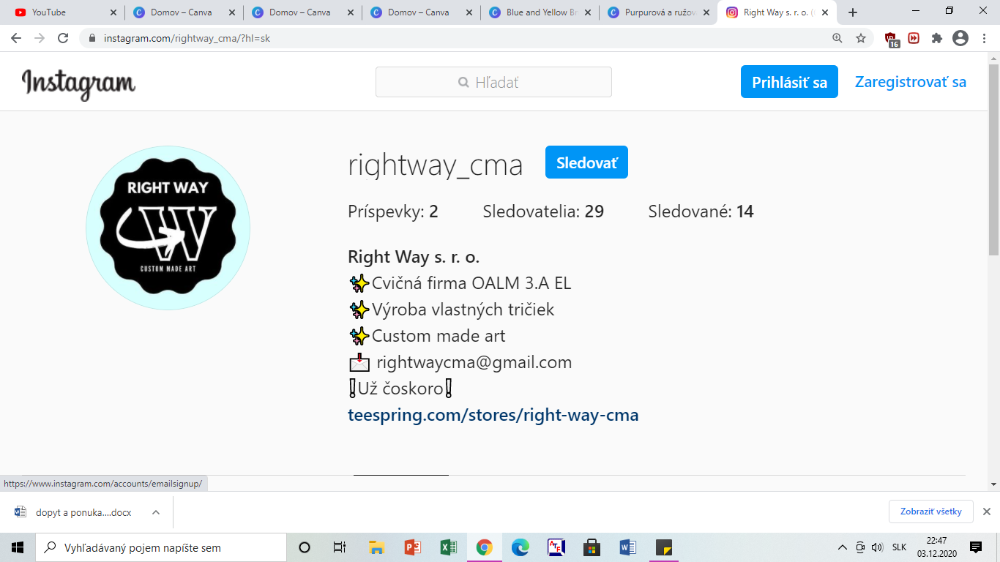 YouTube
Domov – Canva
Domov – Canva
Domov – Canva
Blue and Yellow Br
Purpurová a ružov
Right Way s. r. o. (
instagram.com/rightway_cma/?hl=sk
16
Instagram
Hľadať
Prihlásiť sa
Zaregistrovať sa
RIGHT WAY
W
CUSTOM MADE ART
rightway_cma
Sledovať
Príspevky: 2 Sledovatelia: 29 Sledované: 14
Right Way s. r. o.
✨Cvičná firma OALM 3.A EL
✨Výroba vlastných tričiek
✨Custom made art
📩 rightwaycma@gmail.com
❕Už čoskoro❕
teespring.com/stores/right-way-cma
https://www.instagram.com/accounts/emailsignup/
dopyt a ponuka....docx
Zobraziť všetky
Vyhľadávaný pojem napíšte sem
SLK
22:47
03.12.2020